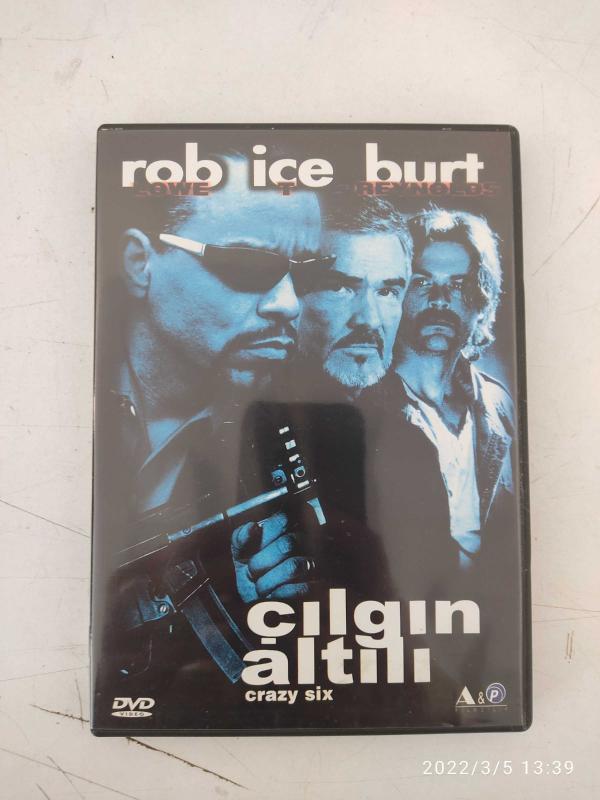 rob ice burt
LOWE T REYNOLDS
çılgın
altılı
crazy six
DVD
VIDEO
A&P
2022/3/5 13:39